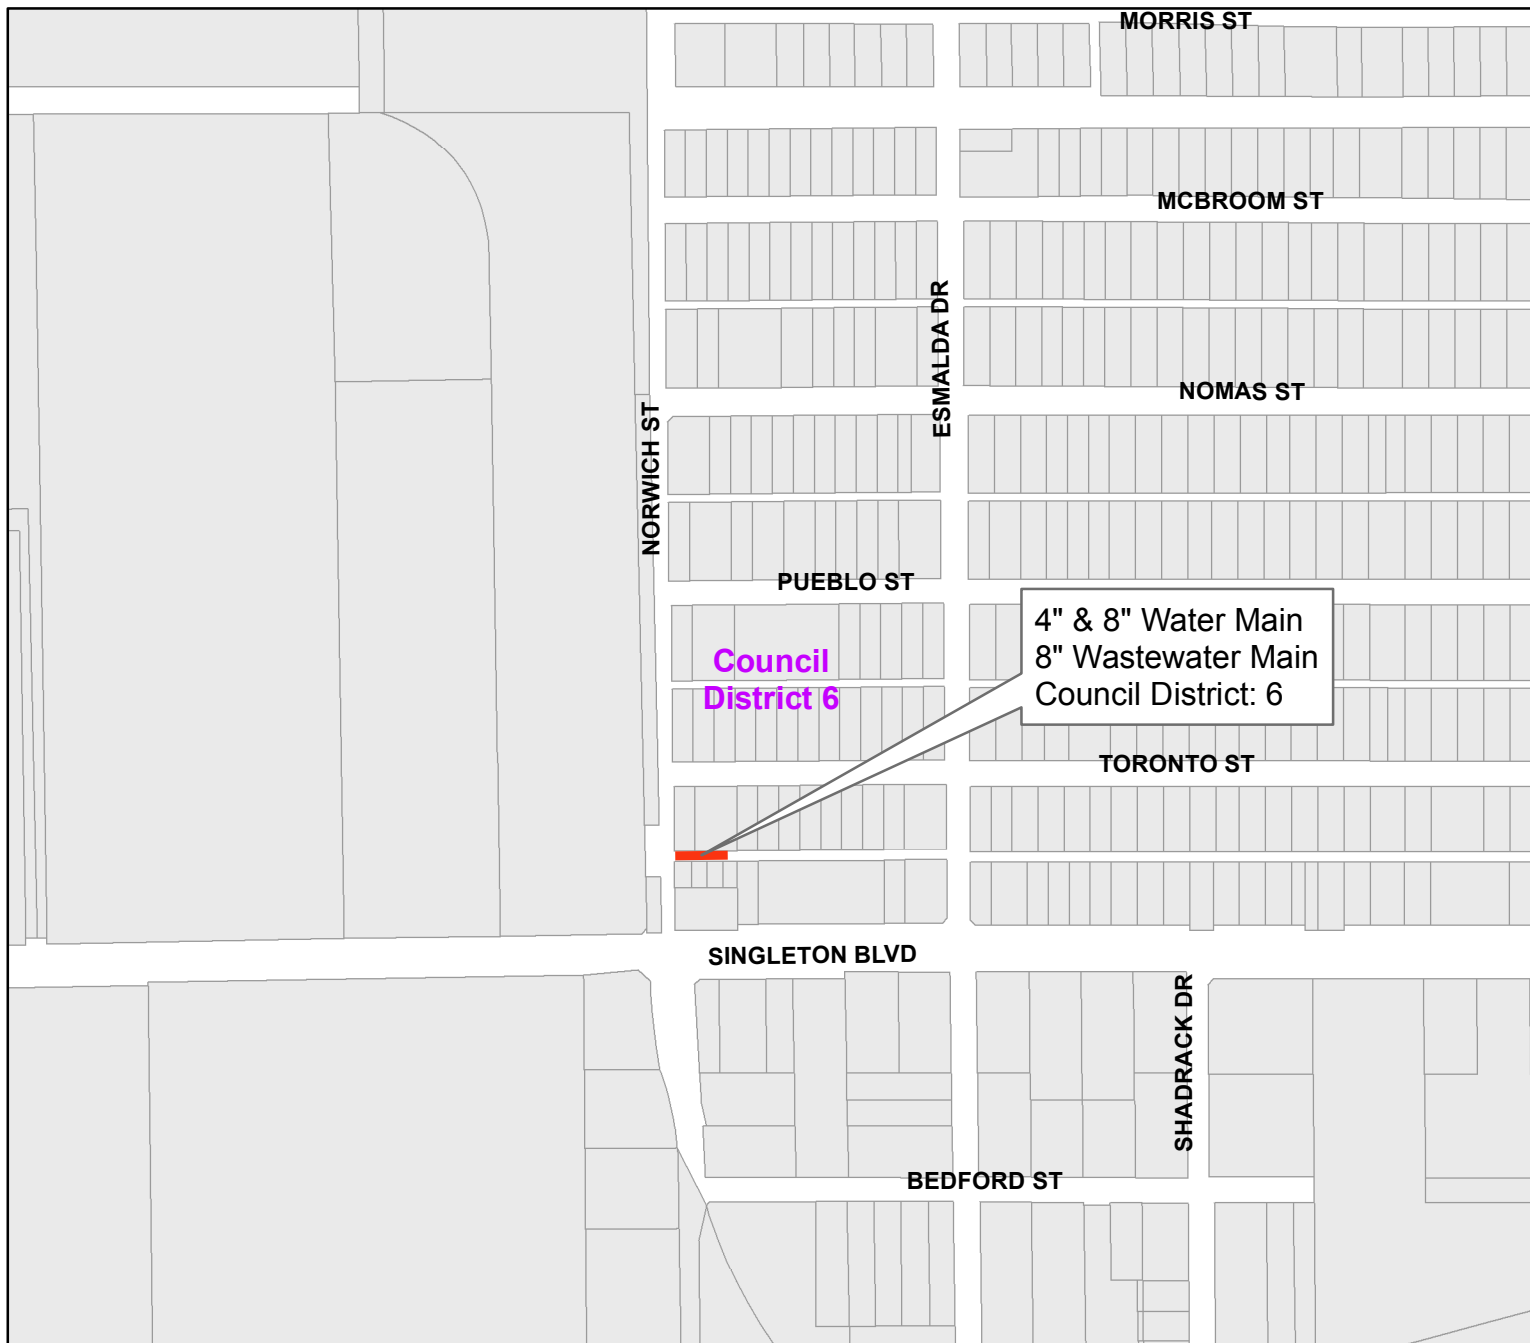 MORRIS ST
MCBROOM ST
ESMALDA DR
NOMAS ST
NORWICH ST
PUEBLO ST
4" & 8" Water Main
8" Wastewater Main
Council District: 6
Council
District 6
TORONTO ST
SINGLETON BLVD
SHADRACK DR
BEDFORD ST